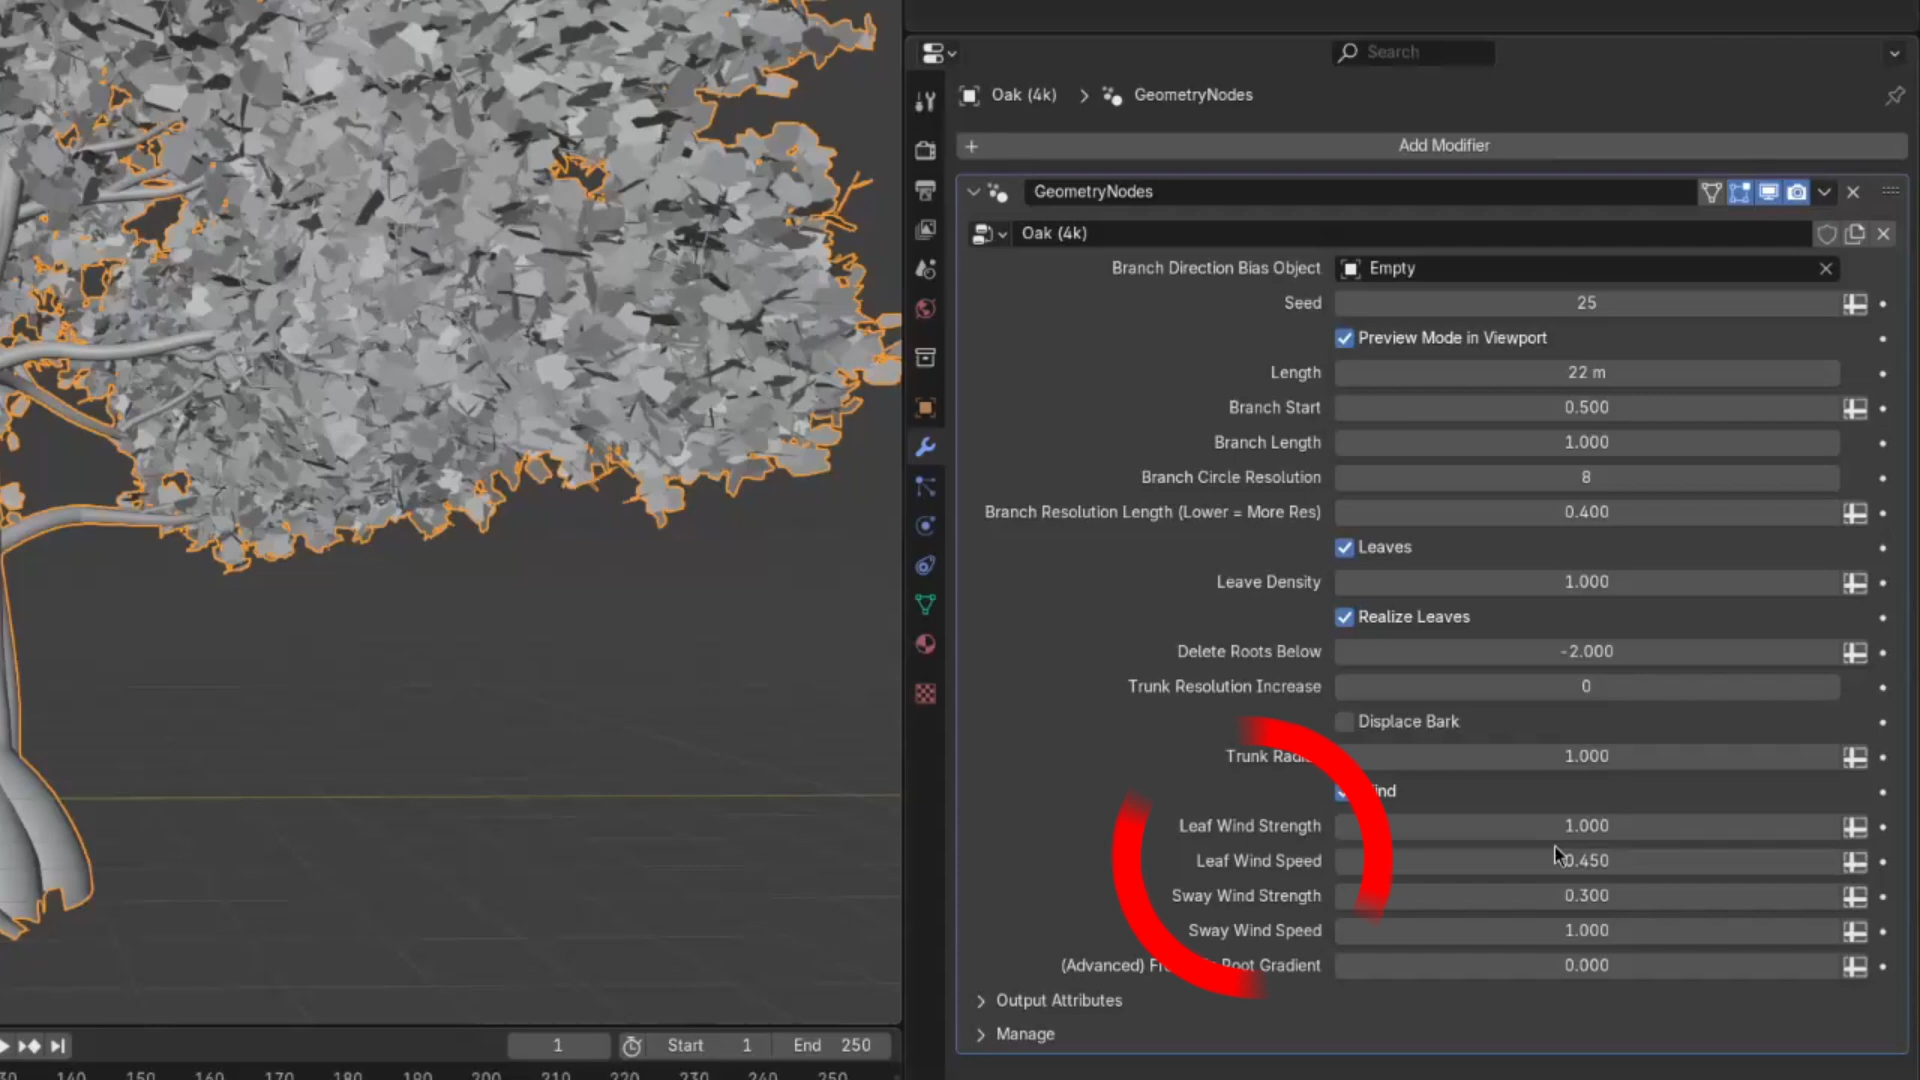 Search
Oak (4k) > GeometryNodes
+ Add Modifier
GeometryNodes
Oak (4k)
Branch Direction Bias Object Empty
Seed 25
Preview Mode in Viewport
Length 22 m
Branch Start 0.500
Branch Length 1.000
Branch Circle Resolution 8
Branch Resolution Length (Lower = More Res) 0.400
Leaves
Leave Density 1.000
Realize Leaves
Delete Roots Below -2.000
Trunk Resolution Increase 0
Displace Bark
Trunk 1.000
Leaf Wind Strength 1.000
Leaf Wind Speed 0.450
Sway Wind Strength 0.300
Sway Wind Speed 1.000
(Advanced) Root Gradient 0.000
Output Attributes
Manage
1 Start 1 End 250
140 150 160 170 180 190 200 210 220 230 240 250